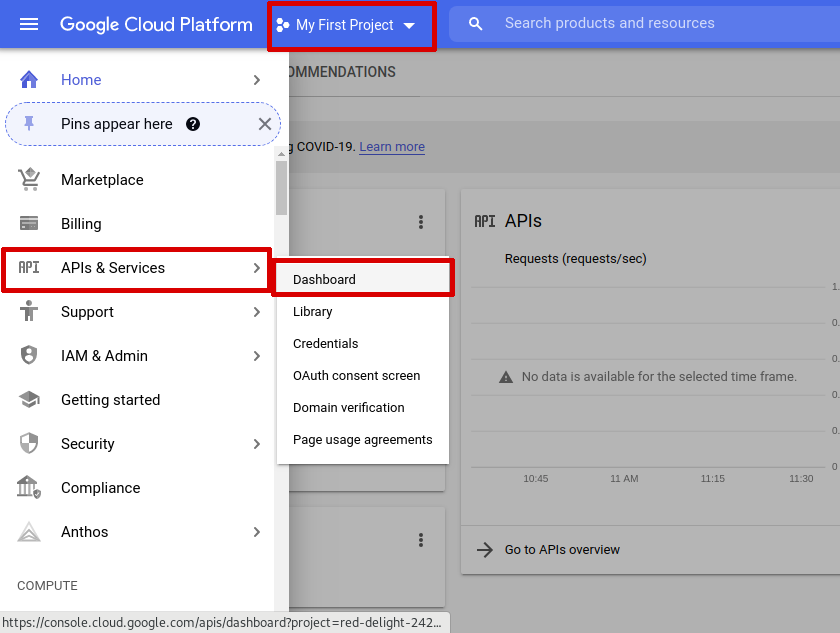 Google Cloud Platform
My First Project
Search products and resources
Home
Pins appear here
Marketplace
Billing
API
APIs & Services
Support
IAM & Admin
Getting started
Security
Compliance
Anthos
COMPUTE
Dashboard
Library
Credentials
OAuth consent screen
Domain verification
Page usage agreements
OMMENDATIONS
g COVID-19. Learn more
API
APIs
Requests (requests/sec)
1.
0.
0.
No data is available for the selected time frame.
0.
0.
0
10:45 11 AM 11:15 11:30
Go to APIs overview
https://console.cloud.google.com/apis/dashboard?project=red-delight-242...